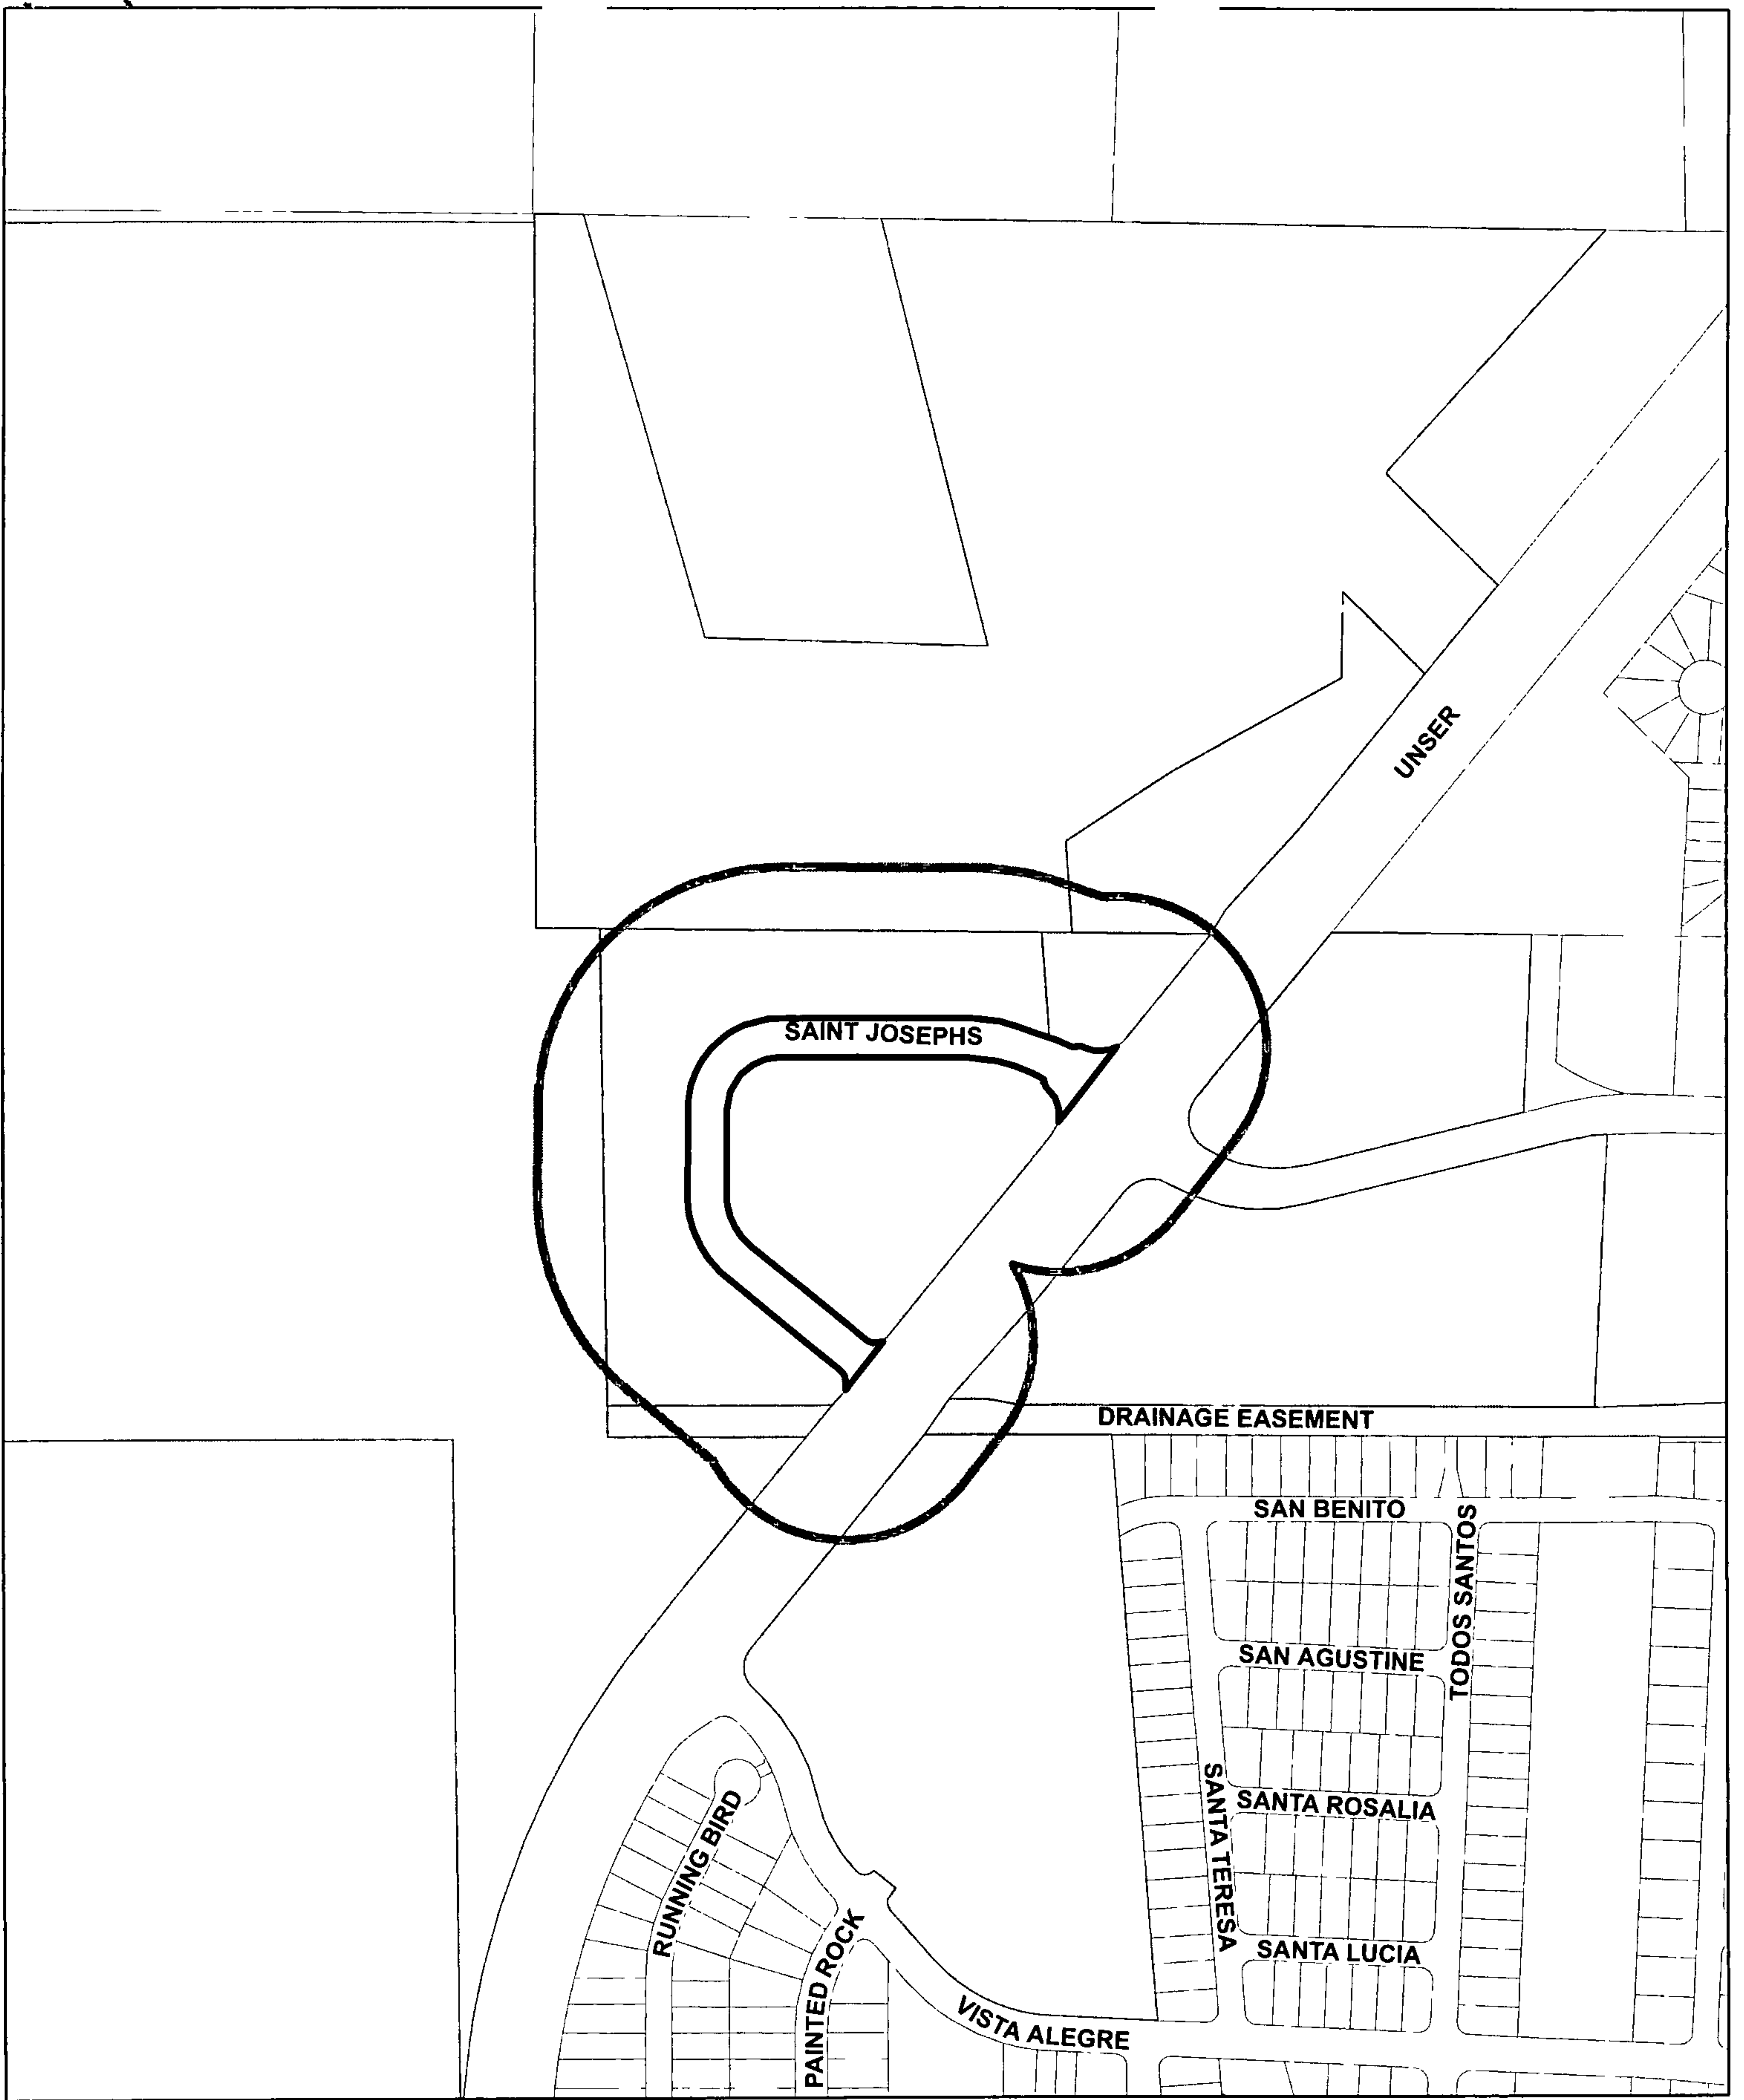 UNSER
SAINT JOSEPHS
DRAINAGE EASEMENT
SAN BENITO
TODOS SANTOS
SAN AGUSTINE
SANTA TERESA
SANTA ROSALIA
RUNNING BIRD
PAINTED ROCK
SANTA LUCIA
VISTA ALEGRE